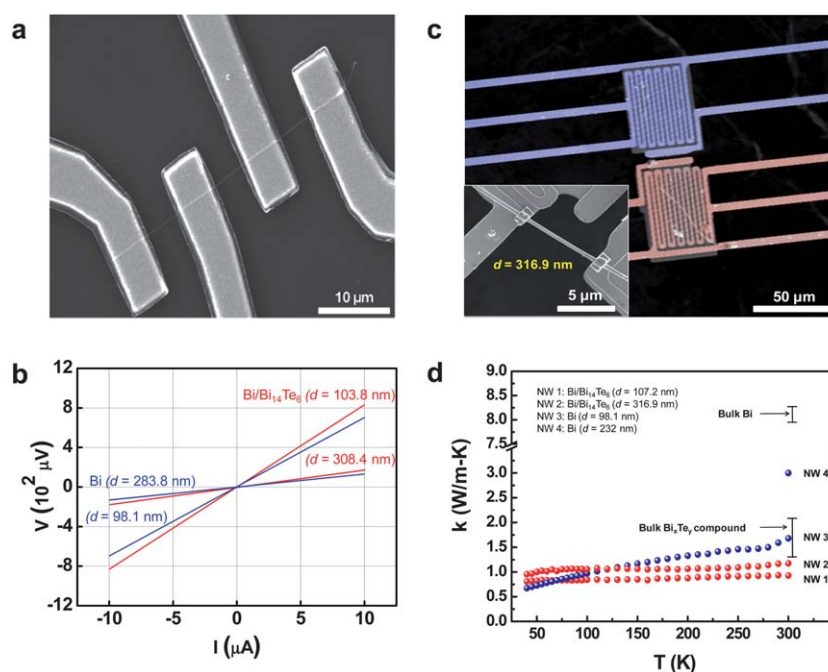 a
10 μm
c
d = 316.9 nm
5 μm
50 μm
b
12
8
4
0
-4
-8
-12
V (10² μV)
Bi/Bi₁₄Te₆ (d = 103.8 nm)
Bi (d = 283.8 nm)
(d = 308.4 nm)
(d = 98.1 nm)
-10
-5
0
5
10
I (μA)
d
9.0
8.5
8.0
7.5
3.0
2.5
2.0
1.5
1.0
0.5
0.0
k (W/m-K)
NW 1: Bi/Bi₁₄Te₆ (d = 107.2 nm)
NW 2: Bi/Bi₁₄Te₆ (d = 316.9 nm)
NW 3: Bi (d = 98.1 nm)
NW 4: Bi (d = 232 nm)
Bulk Bi
NW 4
Bulk BiₓTeᵧ compound
NW 3
NW 2
NW 1
50
100
150
200
250
300
T (K)